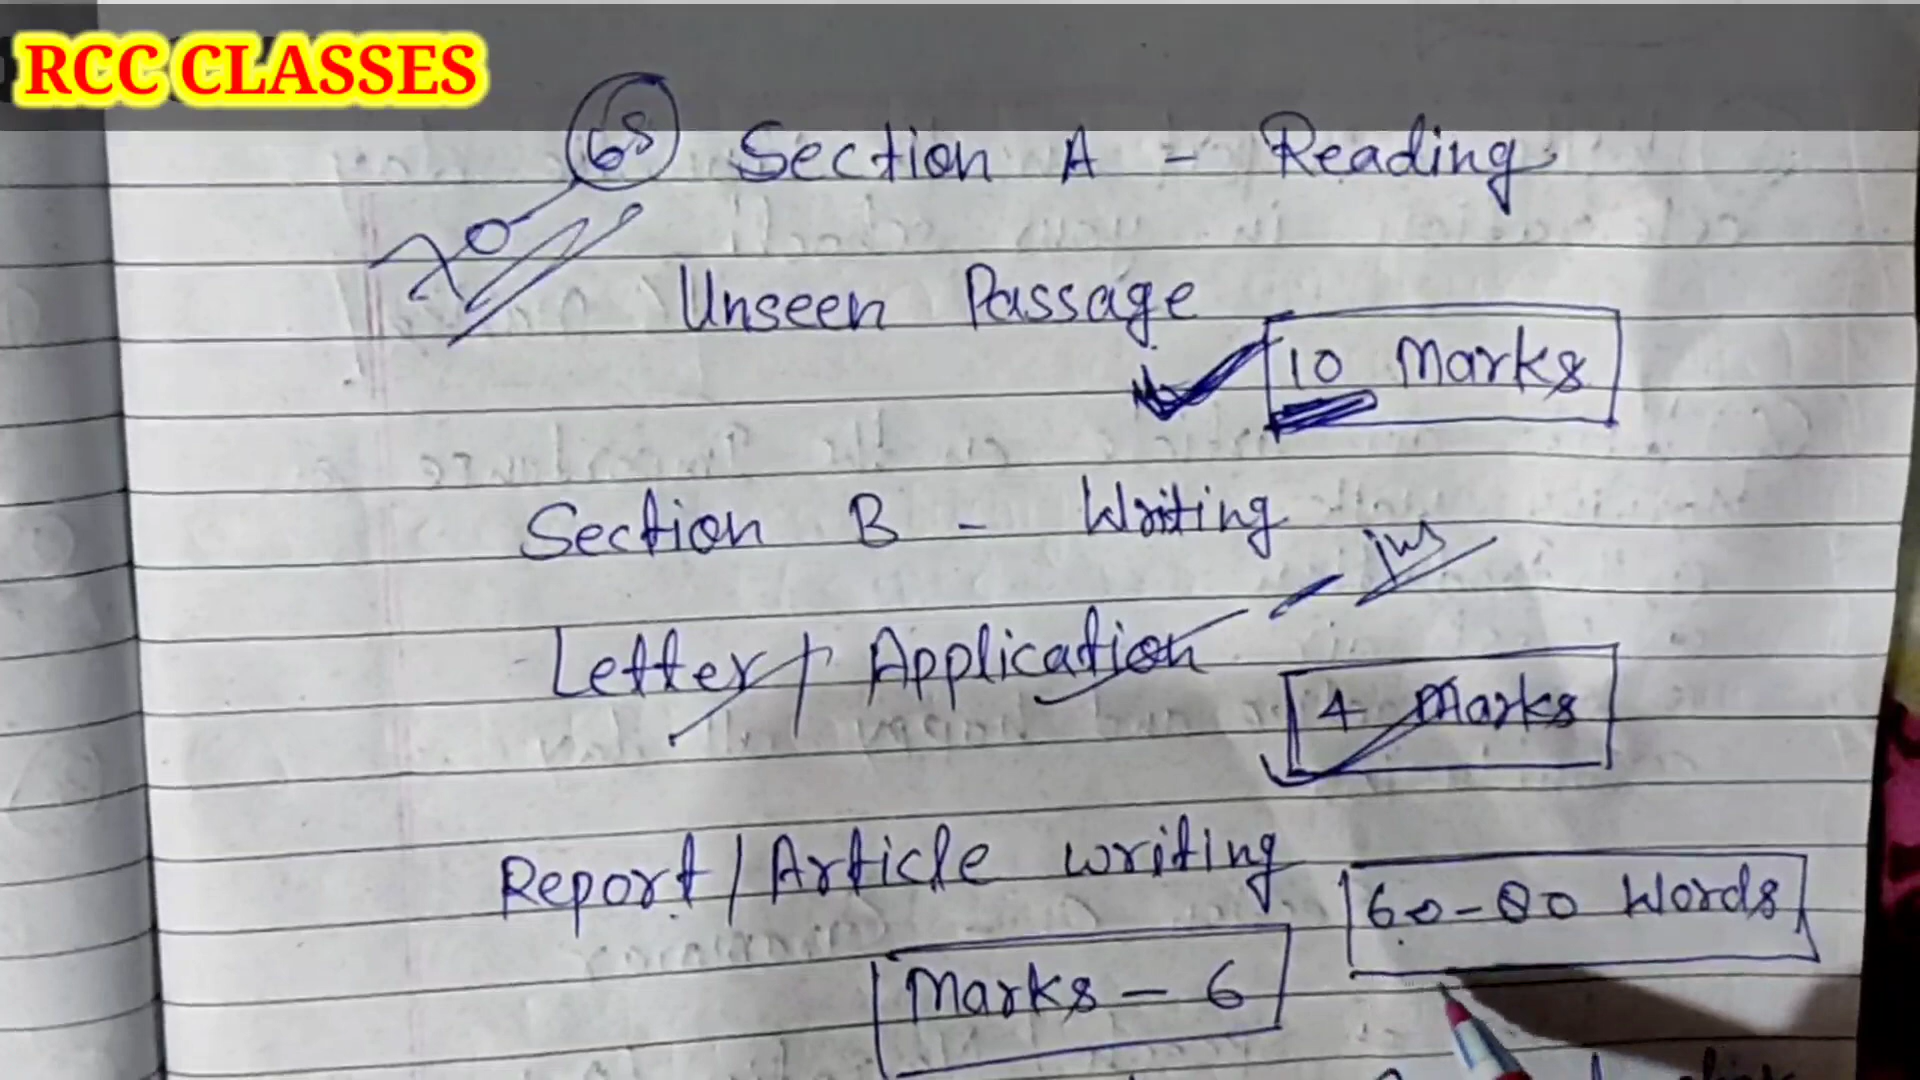 RCC CLASSES
Section A - Reading
Unseen Passage
10 Marks
Section B - Writing
Letter / Application
4 Marks
Report / Article writing
60-80 Words
Marks - 6